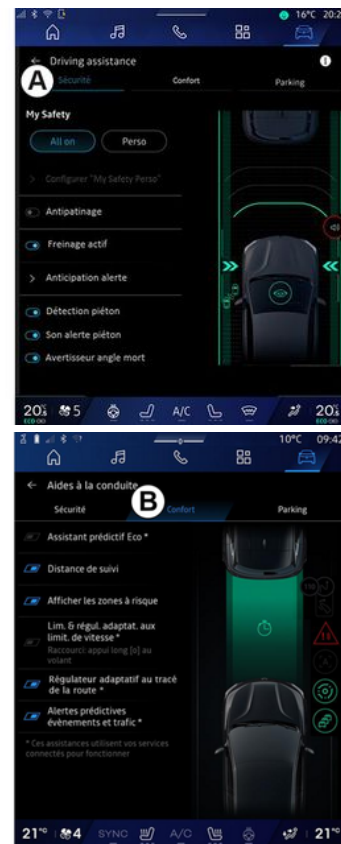 16°C 20:2
Driving assistance
A
Sécurité Confort Parking
My Safety
All on Perso
Configurer "My Safety Perso"
Antipatinage
Freinage actif
Anticipation alerte
Détection piéton
Son alerte piéton
Avertisseur angle mort
5 A/C
ECO
10°C 09:42
Aides à la conduite
B
Sécurité Confort Parking
Assistant prédictif Eco *
Distance de suivi
Afficher les zones à risque
Lim. & régul. adaptat. aux
limit. de vitesse *
Raccourci: appui long [o] au
volant
Régulateur adaptatif au tracé
de la route *
Alertes prédictives
évènements et trafic *
* Ces assistances utilisent vos services
connectés pour fonctionner
21°C 4 SYNC A/C 21°C